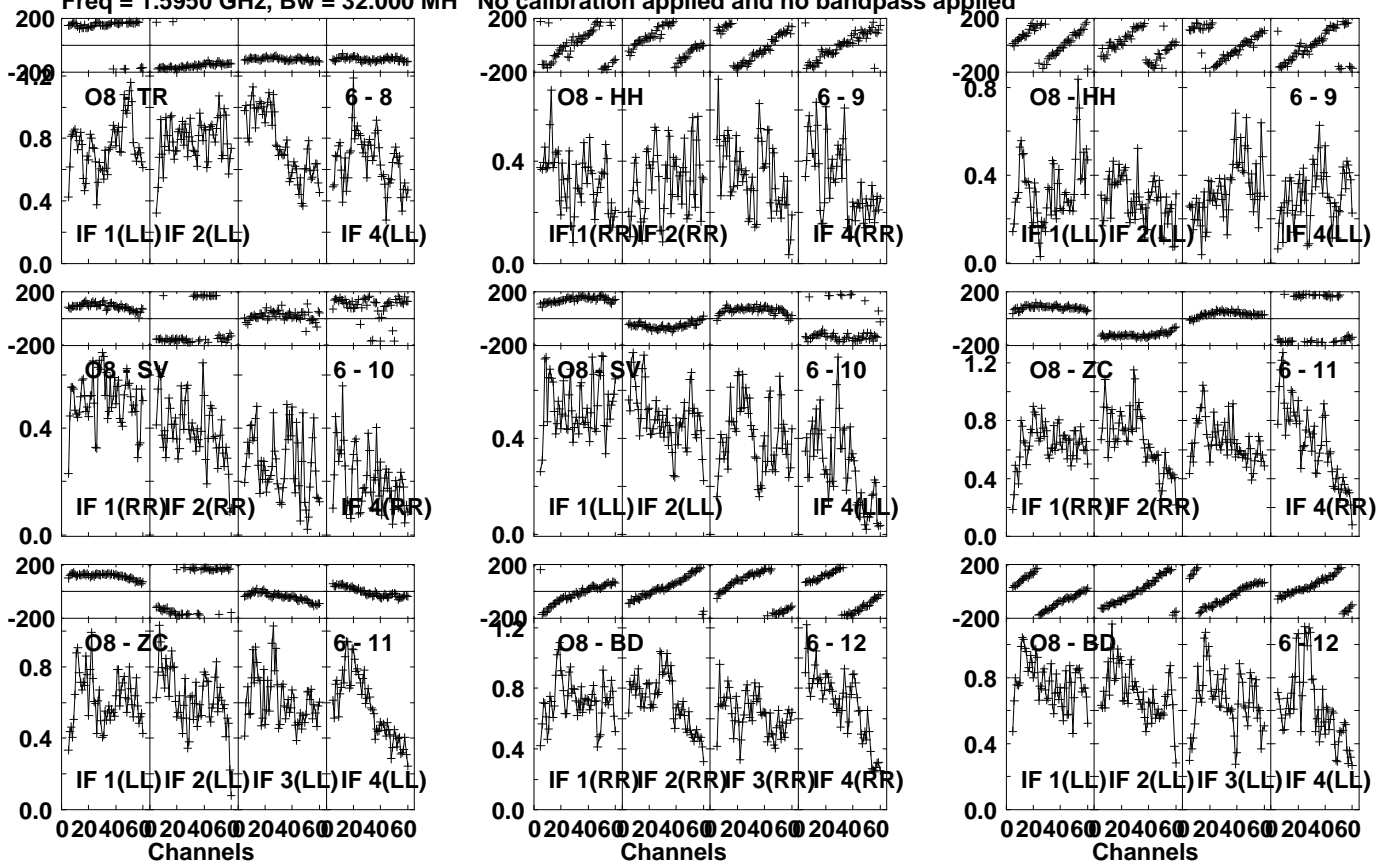 Freq = 1.5950 GHz, Bw = 32.000 MH No calibration applied and no bandpass applied
200
-200
1.2
0.8
0.4
0.0
O8 - TR 6 - 8
IF 1(LL) IF 2(LL) IF 4(LL)
200
-200
0.4
0.0
O8 - HH 6 - 9
IF 1(RR) IF 2(RR) IF 4(RR)
200
-200
0.8
0.4
0.0
O8 - HH 6 - 9
IF 1(LL) IF 2(LL) IF 4(LL)
200
-200
0.4
0.0
O8 - SV 6 - 10
IF 1(RR) IF 2(RR) IF 4(RR)
200
-200
0.4
0.0
O8 - SV 6 - 10
IF 1(LL) IF 2(LL) IF 4(LL)
200
-200
1.2
0.8
0.4
0.0
O8 - ZC 6 - 11
IF 1(RR) IF 2(RR) IF 4(RR)
200
-200
0.8
0.4
0.0
O8 - ZC 6 - 11
IF 1(LL) IF 2(LL) IF 3(LL) IF 4(LL)
0 20 40 60 0 20 40 60 0 20 40 60 0 20 40 60
Channels
200
-200
1.2
0.8
0.4
0.0
O8 - BD 6 - 12
IF 1(RR) IF 2(RR) IF 3(RR) IF 4(RR)
0 20 40 60 0 20 40 60 0 20 40 60 0 20 40 60
Channels
200
-200
0.8
0.4
0.0
O8 - BD 6 - 12
IF 1(LL) IF 2(LL) IF 3(LL) IF 4(LL)
0 20 40 60 0 20 40 60 0 20 40 60 0 20 40 60
Channels